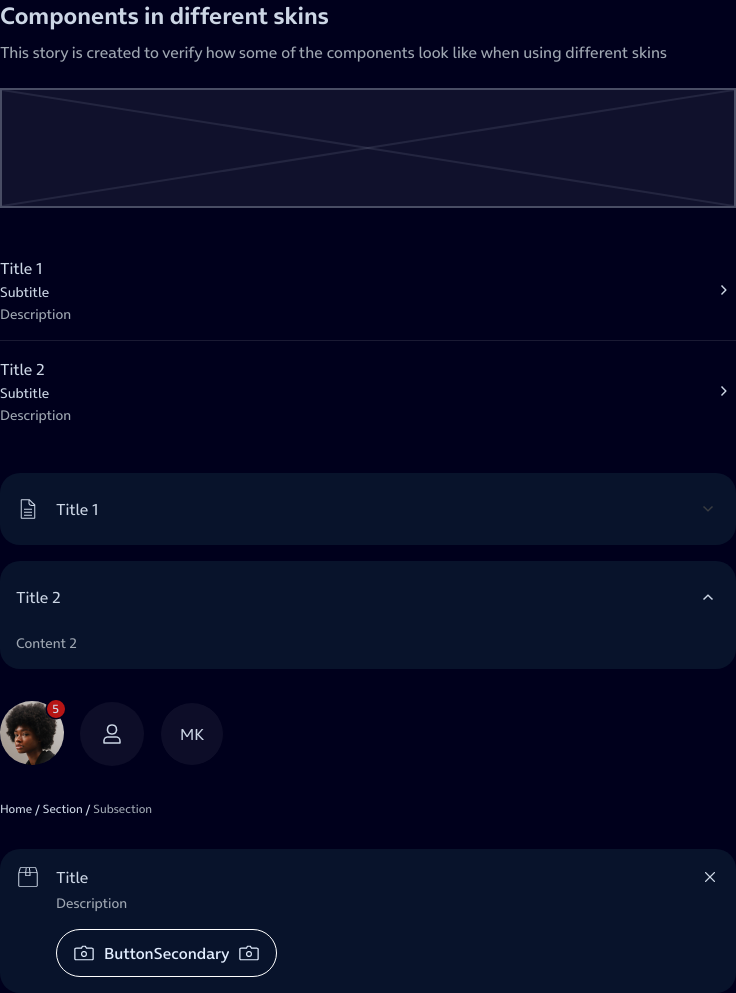 Components in different skins
This story is created to verify how some of the components look like when using different skins
Title 1
Subtitle
Description
Title 2
Subtitle
Description
Title 1
Title 2
Content 2
5
MK
Home / Section / Subsection
Title
Description
ButtonSecondary